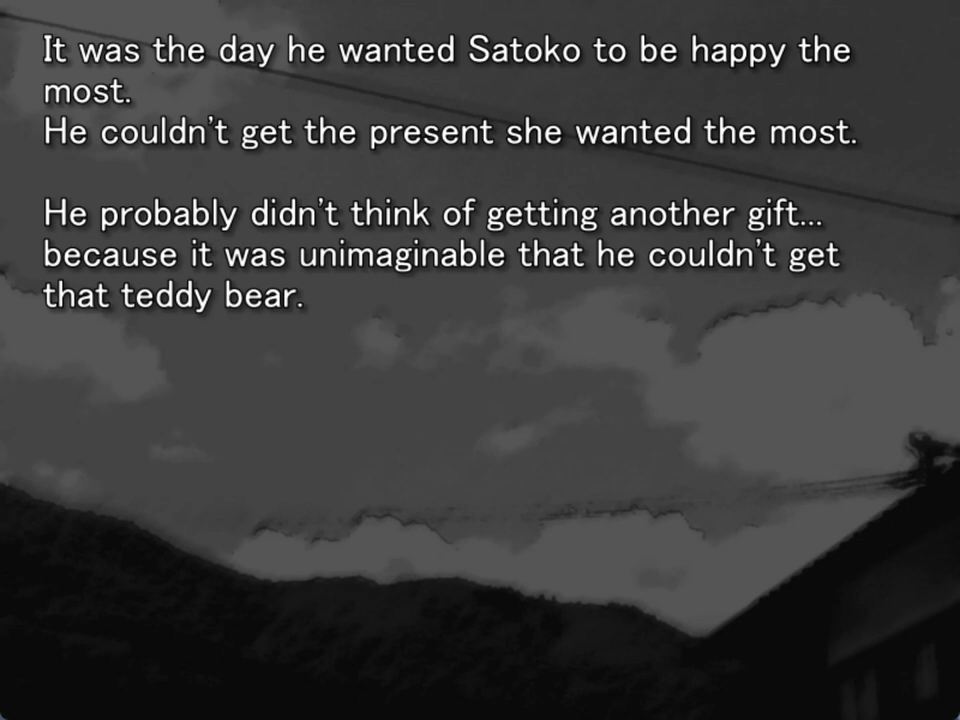 It was the day he wanted Satoko to be happy the
most.
He couldn't get the present she wanted the most.
He probably didn't think of getting another gift...
because it was unimaginable that he couldn't get
that teddy bear.